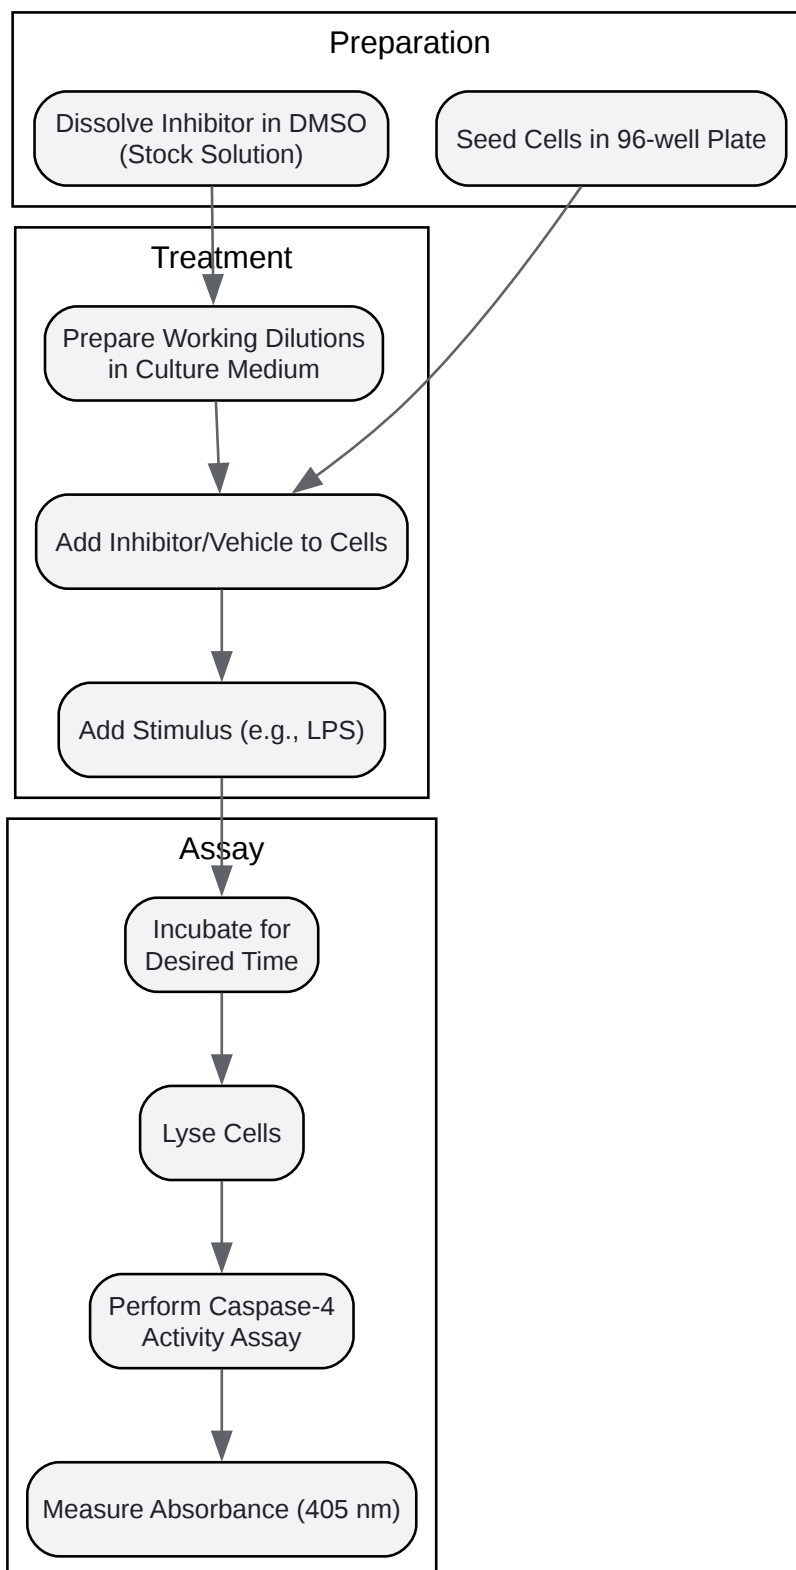 Preparation
Dissolve Inhibitor in DMSO
(Stock Solution)
Seed Cells in 96-well Plate
Treatment
Prepare Working Dilutions
in Culture Medium
Add Inhibitor/Vehicle to Cells
Add Stimulus (e.g., LPS)
Assay
Incubate for
Desired Time
Lyse Cells
Perform Caspase-4
Activity Assay
Measure Absorbance (405 nm)